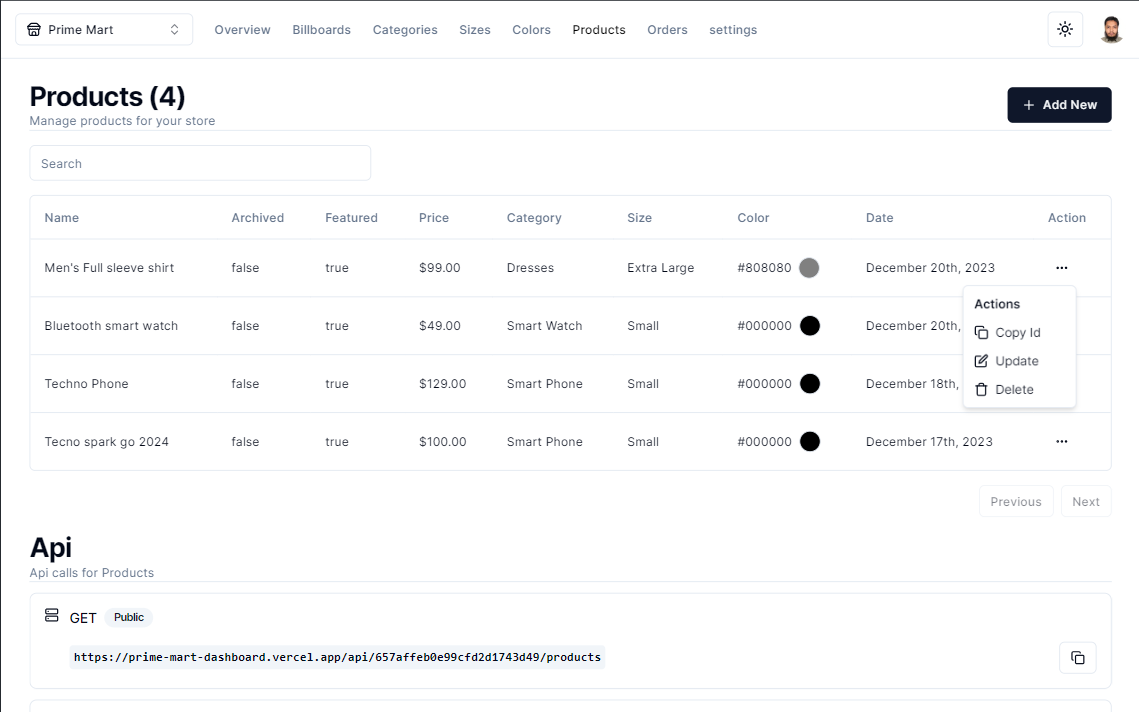 Prime Mart Overview Billboards Categories Sizes Colors Products Orders settings
Products (4)
Manage products for your store
+ Add New
Search
Name Archived Featured Price Category Size Color Date Action
Men's Full sleeve shirt false true $99.00 Dresses Extra Large #808080 December 20th, 2023 ...
Actions
Bluetooth smart watch false true $49.00 Smart Watch Small #000000 December 20th,
Copy Id
Update
Techno Phone false true $129.00 Smart Phone Small #000000 December 18th,
Delete
Tecno spark go 2024 false true $100.00 Smart Phone Small #000000 December 17th, 2023 ...
Previous Next
Api
Api calls for Products
GET Public
https://prime-mart-dashboard.vercel.app/api/657affeb0e99cfd2d1743d49/products